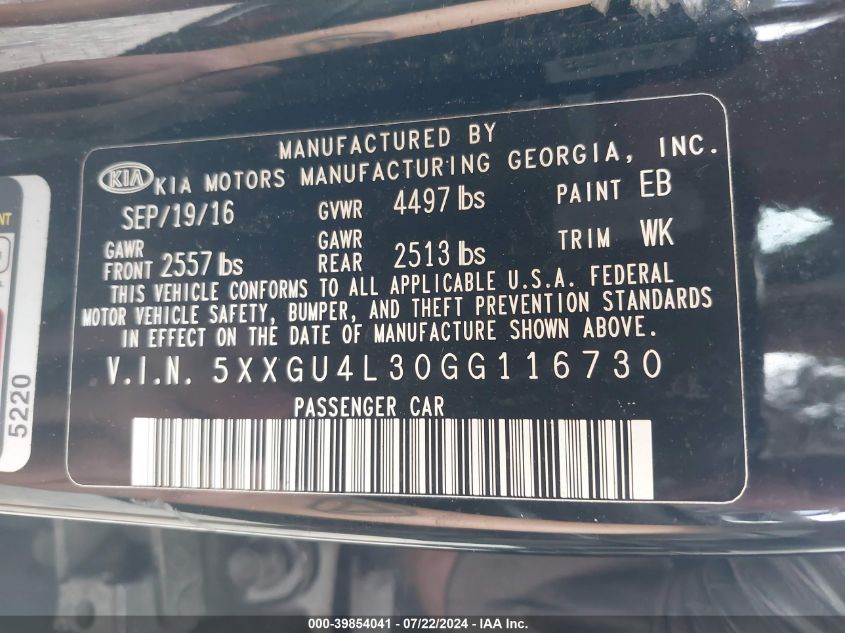 MANUFACTURED BY
KIA KIA MOTORS MANUFACTURING GEORGIA, INC.
SEP/19/16 GVWR 4497 lbs PAINT EB
GAWR FRONT 2557 lbs GAWR REAR 2513 lbs TRIM WK
THIS VEHICLE CONFORMS TO ALL APPLICABLE U.S.A. FEDERAL
MOTOR VEHICLE SAFETY, BUMPER, AND THEFT PREVENTION STANDARDS
IN EFFECT ON THE DATE OF MANUFACTURE SHOWN ABOVE.
V.I.N. 5XXGU4L30GG116730
PASSENGER CAR
5220
000-39854041 - 07/22/2024 - IAA Inc.